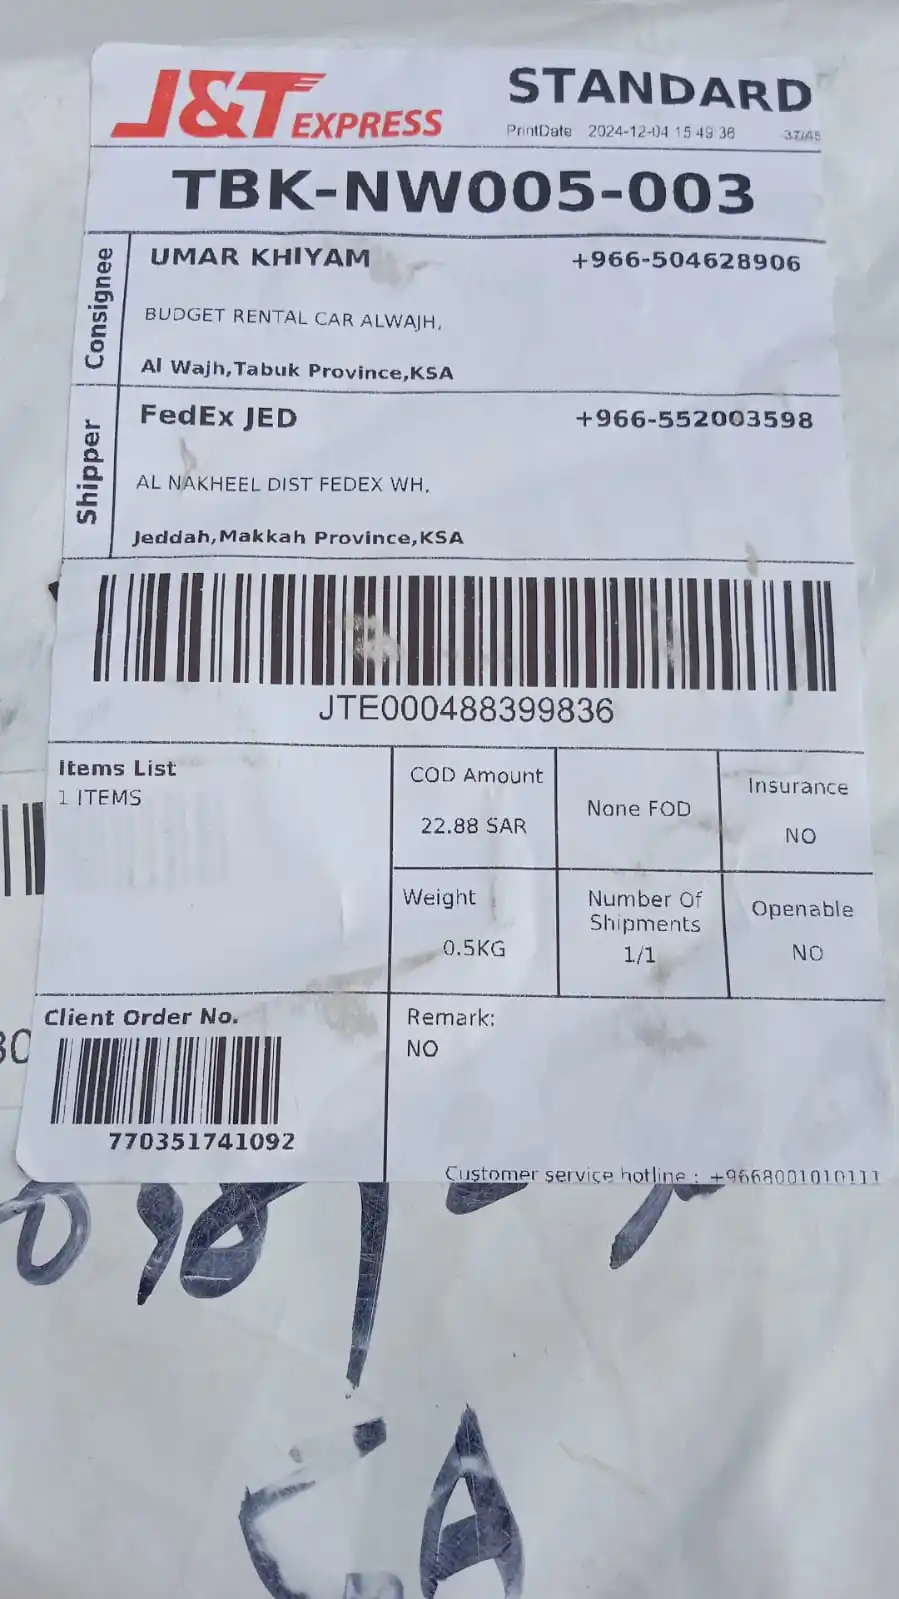 J&T EXPRESS
STANDARD
PrintDate 2024-12-04 15:49:36 37/45
TBK-NW005-003
Consignee
UMAR KHIYAM +966-504628906
BUDGET RENTAL CAR ALWAJH,
Al Wajh,Tabuk Province,KSA
Shipper
FedEx JED +966-552003598
AL NAKHEEL DIST FEDEX WH,
Jeddah,Makkah Province,KSA
JTE000488399836
Items List
1 ITEMS
COD Amount
22.88 SAR
None FOD
Insurance
NO
Weight
0.5KG
Number Of
Shipments
1/1
Openable
NO
Client Order No.
770351741092
Remark:
NO
Customer service hotline : +9668001010111